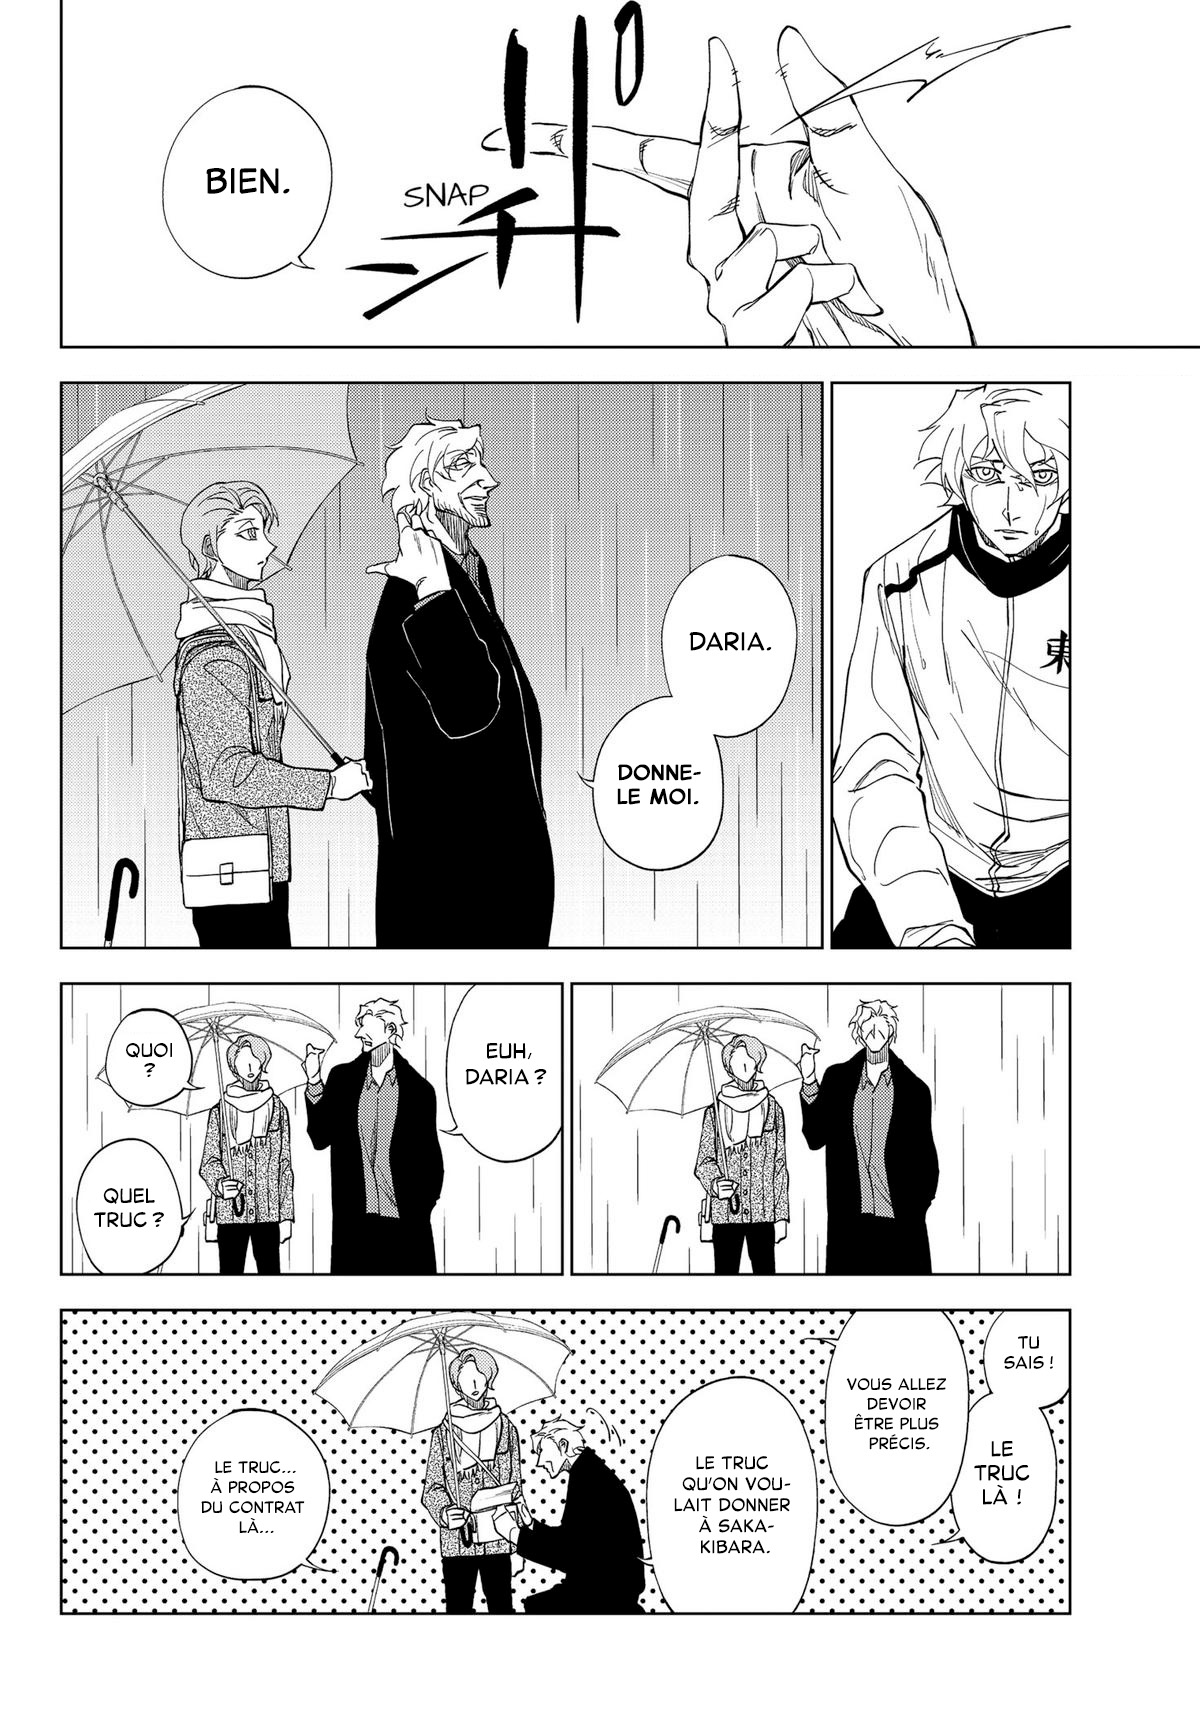 BIEN.
SNAP
パチン
東
DARIA.
DONNE-
LE MOI.
EUH,
DARIA ?
QUOI
?
QUEL
TRUC ?
TU
SAIS !
LE
TRUC
LÀ !
VOUS ALLEZ
DEVOIR
ÊTRE PLUS
PRÉCIS.
LE TRUC
QU'ON VOU-
LAIT DONNER
À SAKA-
KIBARA.
LE TRUC...
À PROPOS
DU CONTRAT
LÀ...